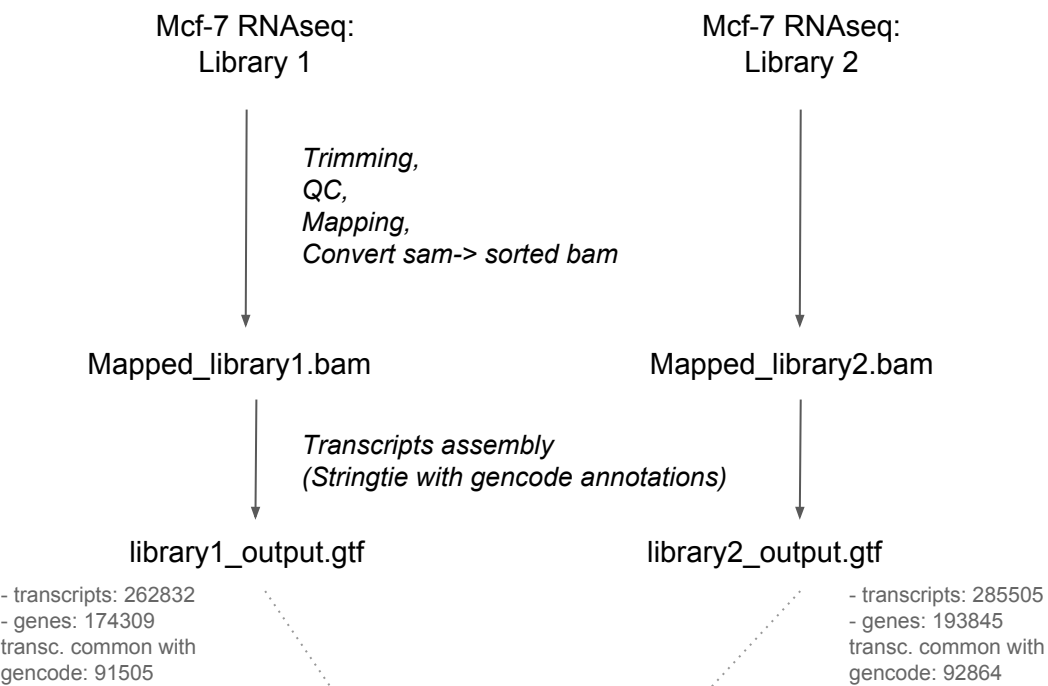 Mcf-7 RNAseq:
Library 1
Mcf-7 RNAseq:
Library 2
Trimming,
QC,
Mapping,
Convert sam-> sorted bam
Mapped_library1.bam
Mapped_library2.bam
Transcripts assembly
(Stringtie with gencode annotations)
library1_output.gtf
library2_output.gtf
- transcripts: 262832
- genes: 174309
transc. common with
gencode: 91505
- transcripts: 285505
- genes: 193845
transc. common with
gencode: 92864